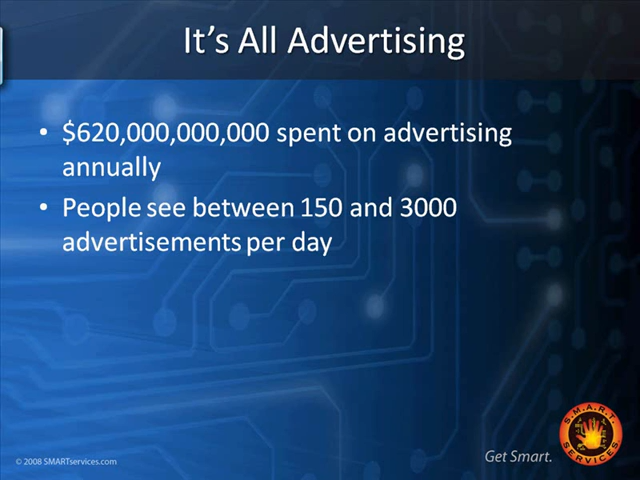 It's All Advertising
• $620,000,000,000 spent on advertising
annually
• People see between 150 and 3000
advertisements per day
Get Smart.
S.M.A.R.T.
SERVICES
© 2008 SMARTservices.com